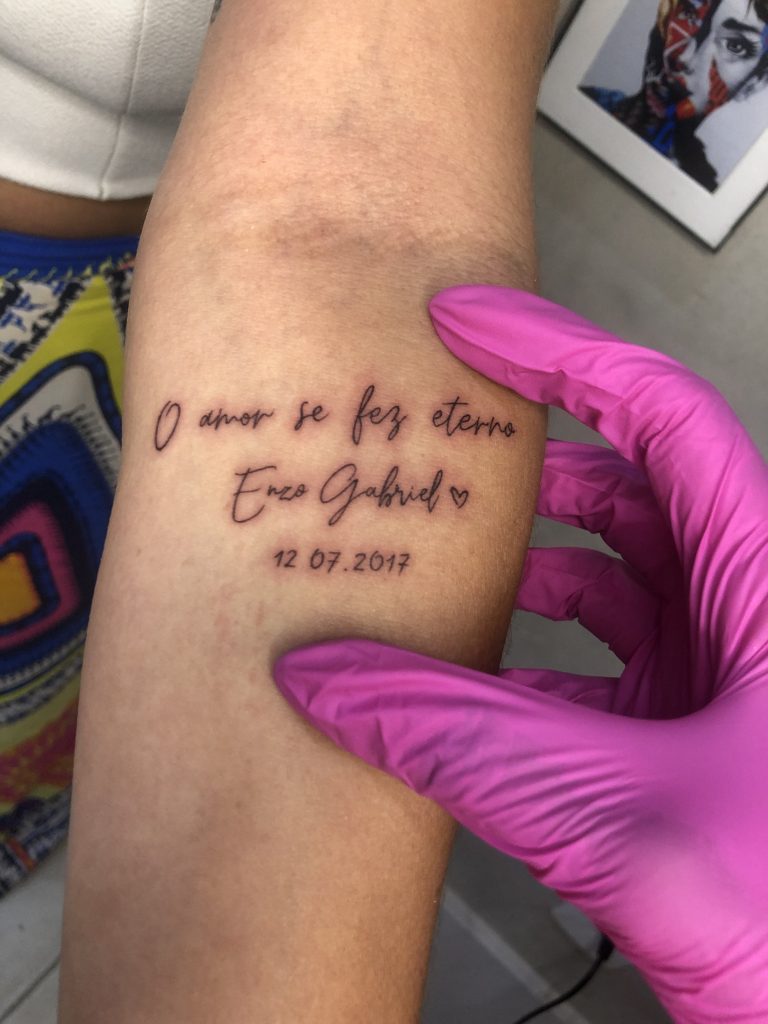 O amor se fez eterno
Enzo Gabriel ♡
12 07.2017